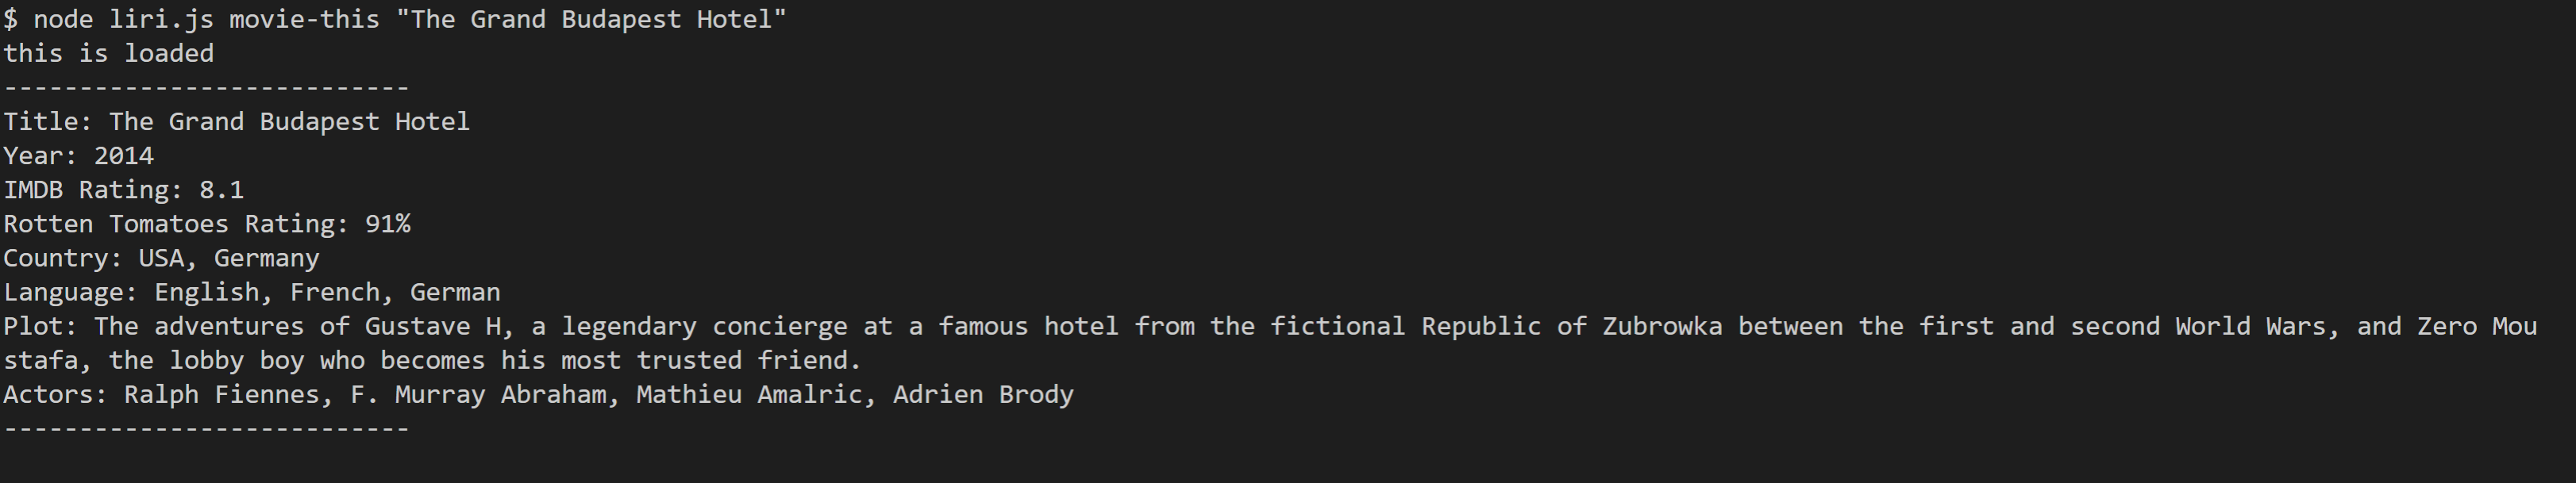 $ node liri.js movie-this "The Grand Budapest Hotel"
this is loaded
---------------------------
Title: The Grand Budapest Hotel
Year: 2014
IMDB Rating: 8.1
Rotten Tomatoes Rating: 91%
Country: USA, Germany
Language: English, French, German
Plot: The adventures of Gustave H, a legendary concierge at a famous hotel from the fictional Republic of Zubrowka between the first and second World Wars, and Zero Mou
stafa, the lobby boy who becomes his most trusted friend.
Actors: Ralph Fiennes, F. Murray Abraham, Mathieu Amalric, Adrien Brody
---------------------------